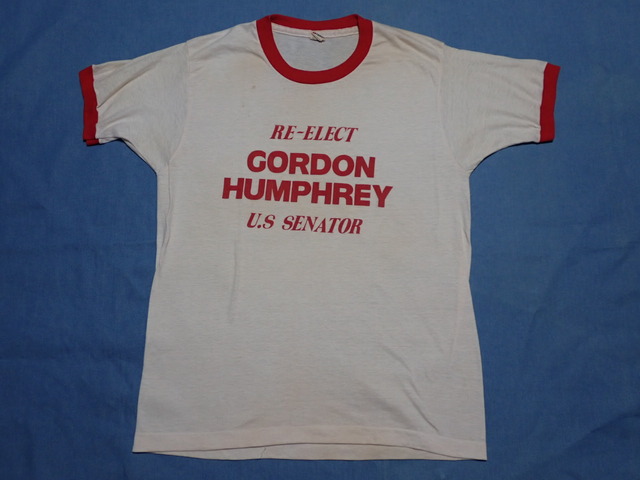 RE-ELECT
GORDON
HUMPHREY
U.S SENATOR